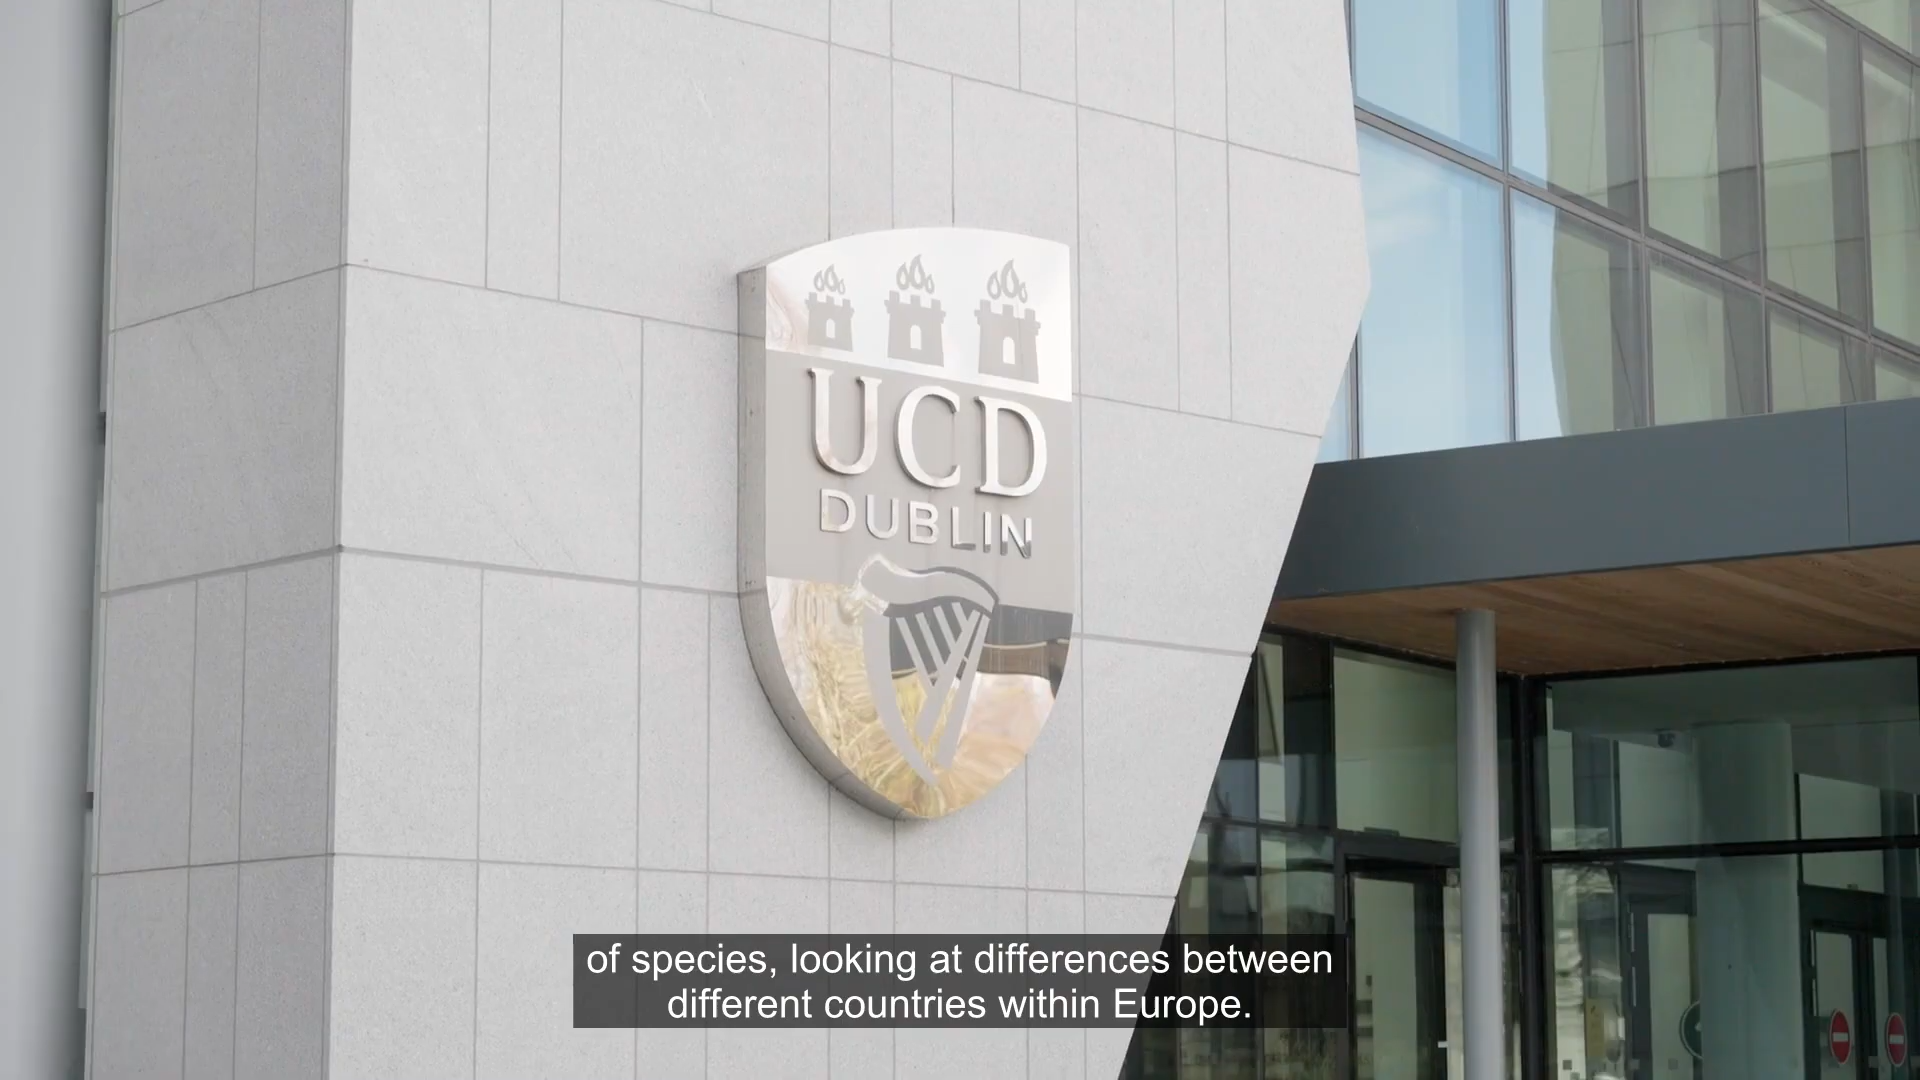 UCD
DUBLIN
of species, looking at differences between
different countries within Europe.